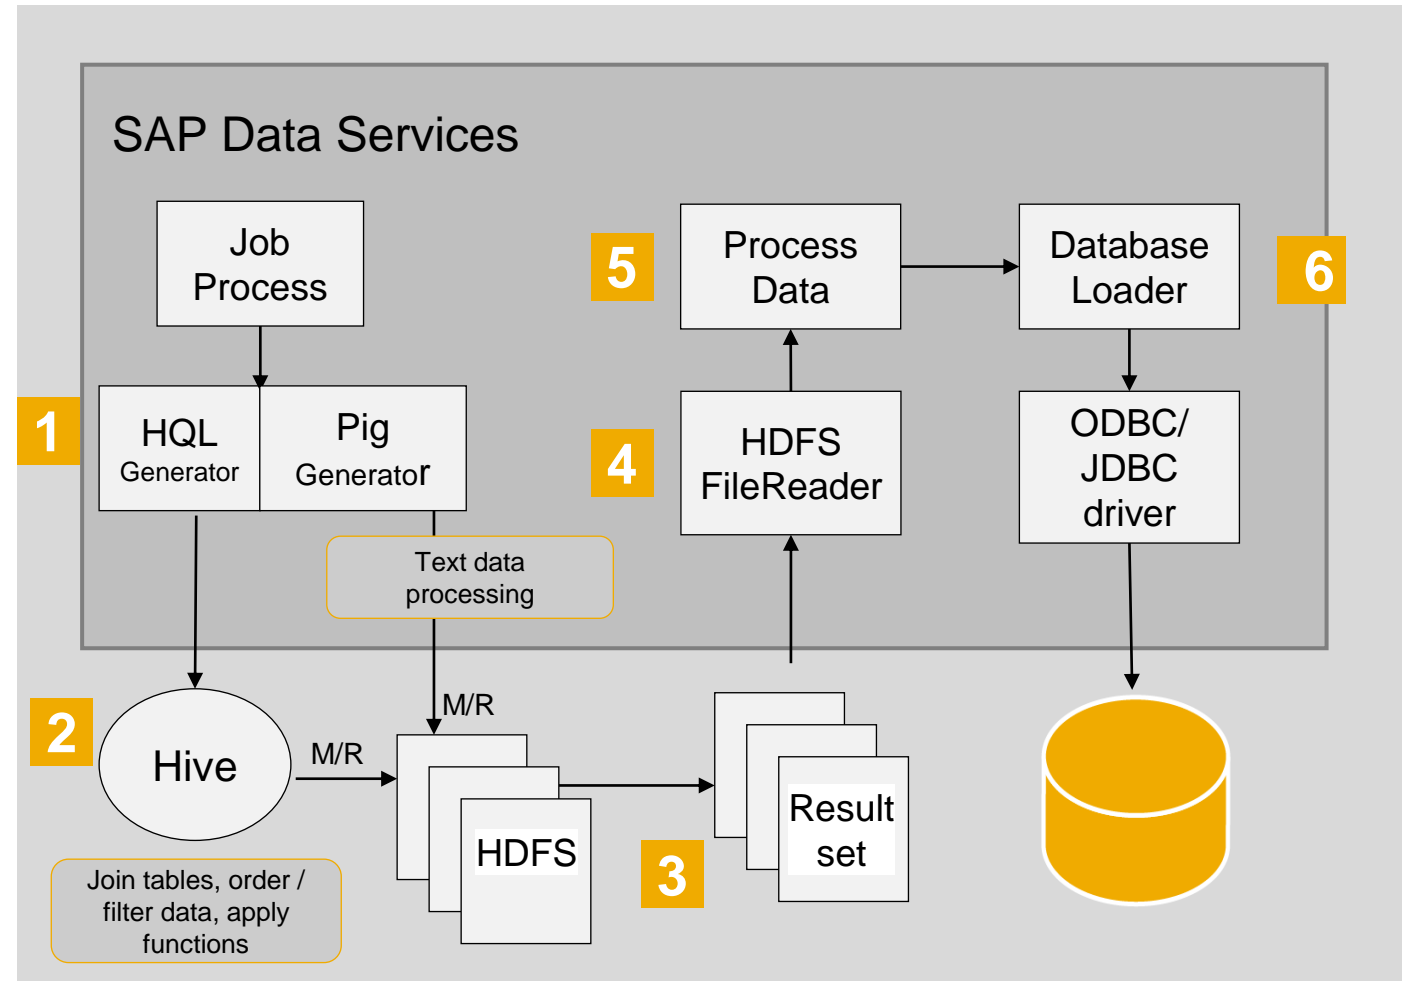 SAP Data Services
Job
Process
1
HQL
Generator
Pig
Generator
Text data
processing
2
Hive
M/R
M/R
HDFS
Join tables, order /
filter data, apply
functions
3
Result
set
4
HDFS
FileReader
5
Process
Data
Database
Loader
6
ODBC/
JDBC
driver